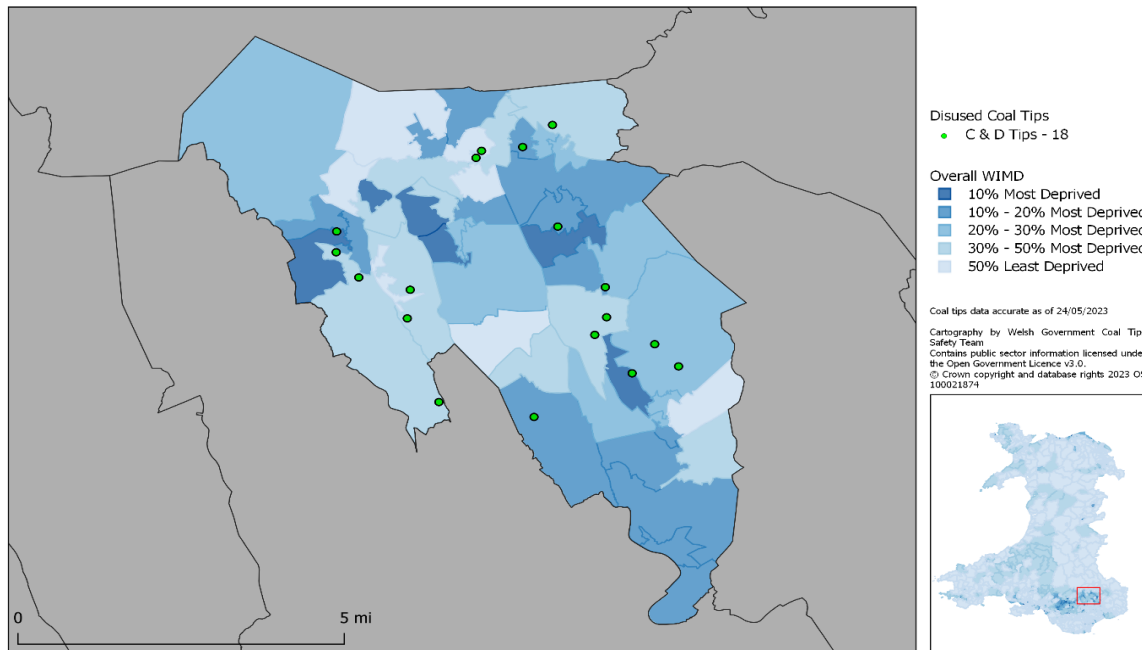 Disused Coal Tips
C & D Tips - 18
Overall WIMD
10% Most Deprived
10% - 20% Most Deprived
20% - 30% Most Deprived
30% - 50% Most Deprived
50% Least Deprived
Coal tips data accurate as of 24/05/2023
Cartography by Welsh Government Coal Tip
Safety Team
Contains public sector information licensed unde
the Open Government Licence v3.0.
© Crown copyright and database rights 2023 OS
100021874
0
5 mi